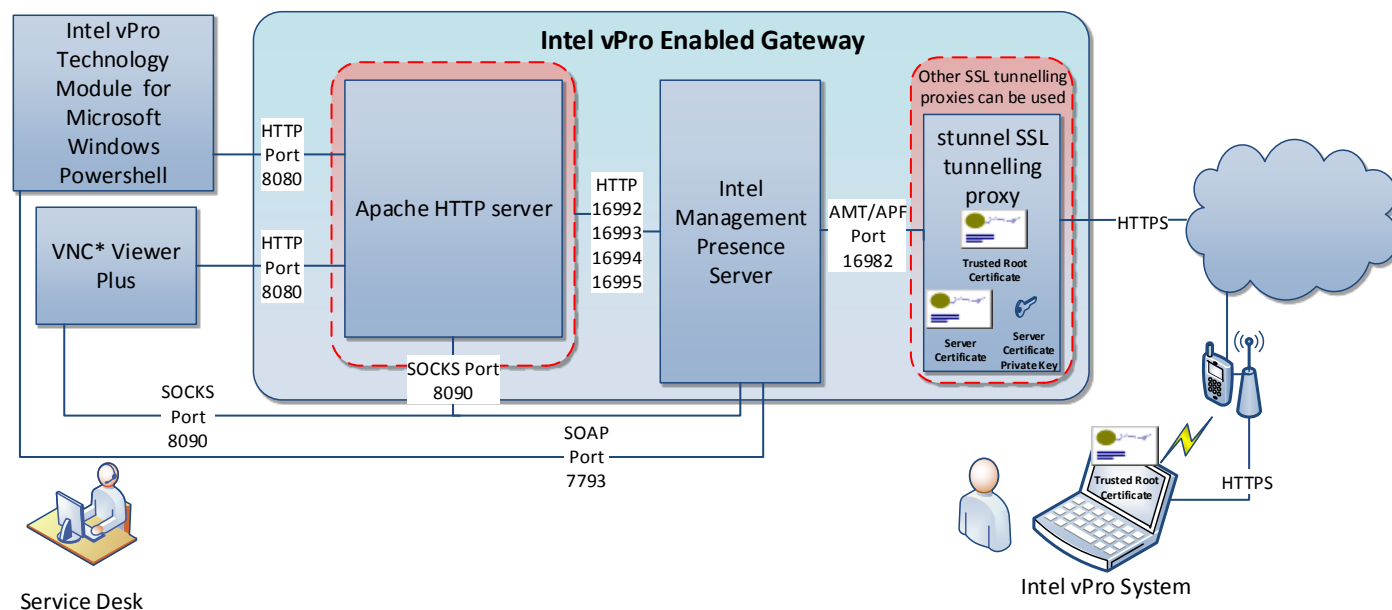 Intel vPro
Technology
Module for
Microsoft
Windows
Powershell
Intel vPro Enabled Gateway
HTTP
Port
8080
VNC* Viewer
Plus
HTTP
Port
8080
Apache HTTP server
HTTP
16992
16993
16994
16995
Intel
Management
Presence
Server
AMT/APF
Port
16982
Other SSL tunnelling
proxies can be used
stunnel SSL
tunnelling
proxy
Trusted Root
Certificate
Server
Certificate
Server
Certificate
Private Key
HTTPS
SOCKS Port
8090
SOCKS
Port
8090
SOAP
Port
7793
Trusted Root
Certificate
HTTPS
Intel vPro System
Service Desk